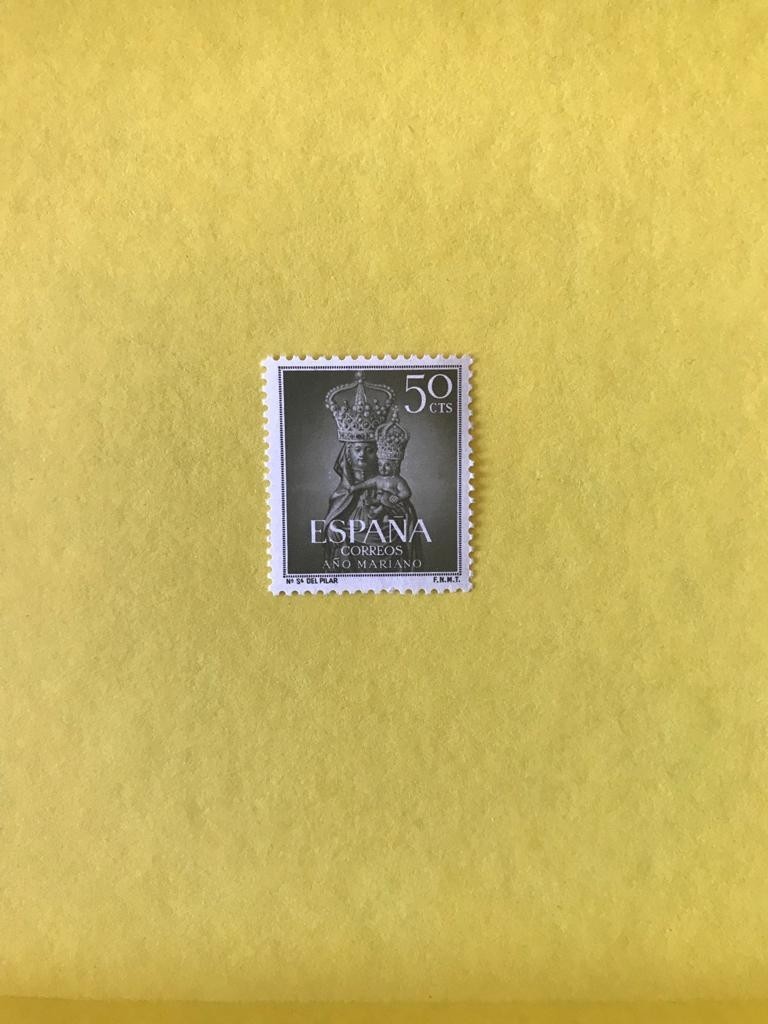 50
CTS
ESPAÑA
CORREOS
AÑO MARIANO
Nª Sª DEL PILAR F.N.M.T.